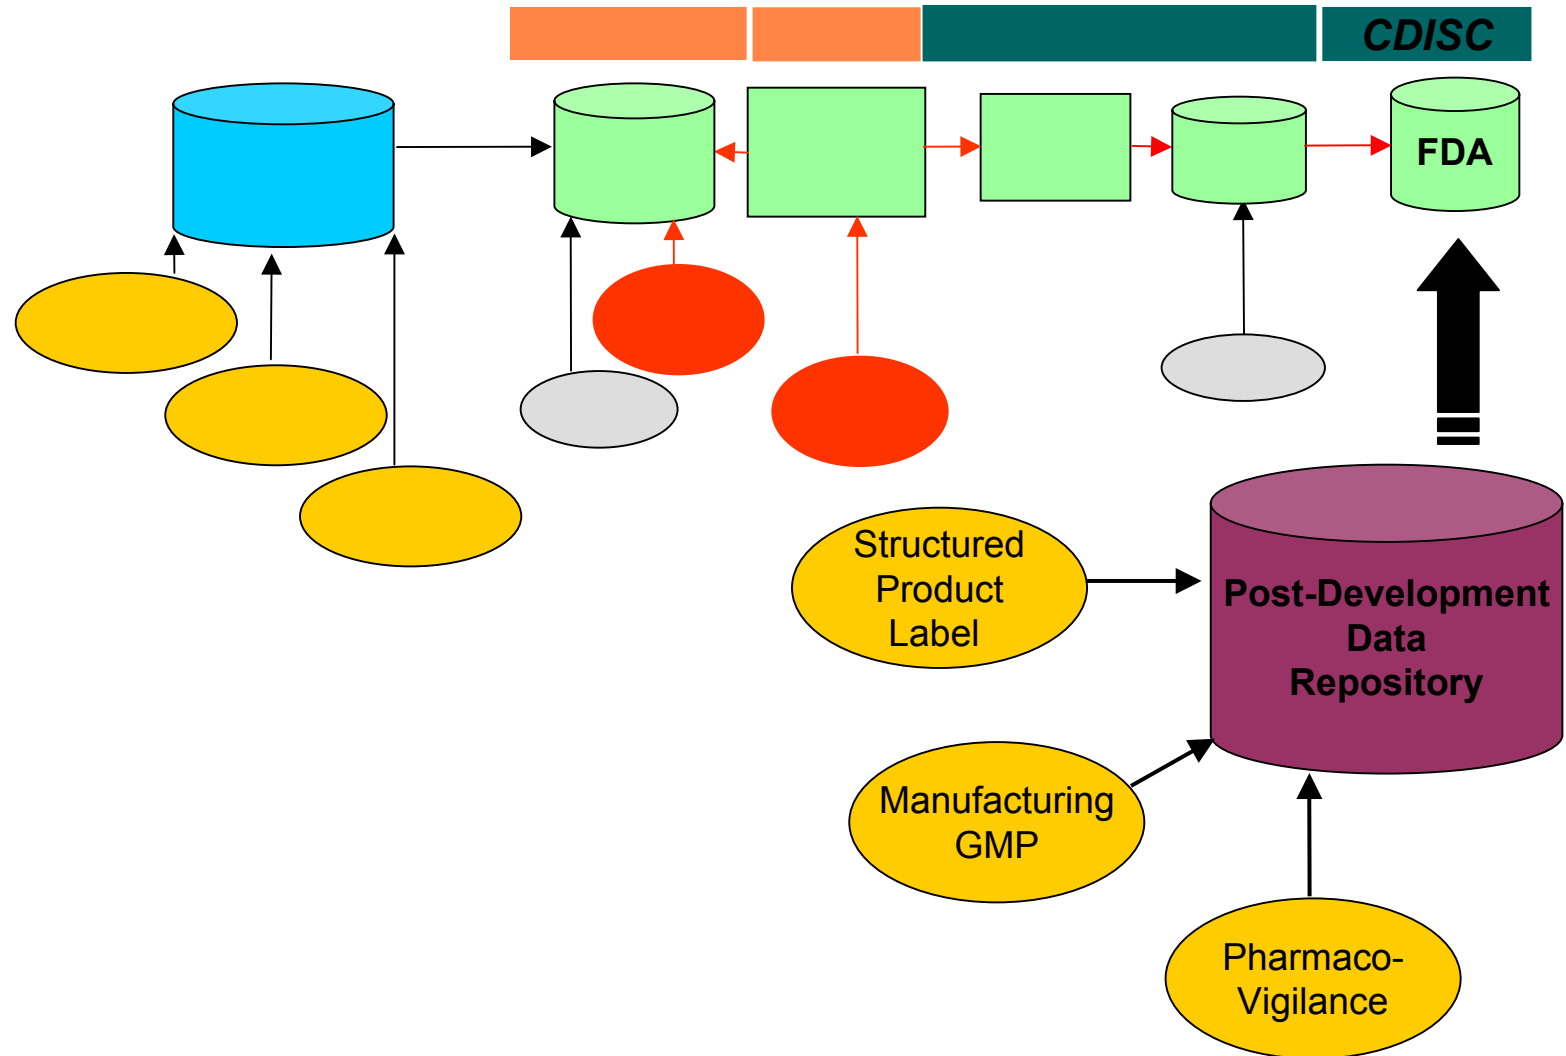 CDISC
FDA
Structured
Product
Label
Post-Development
Data
Repository
Manufacturing
GMP
Pharmaco-
Vigilance